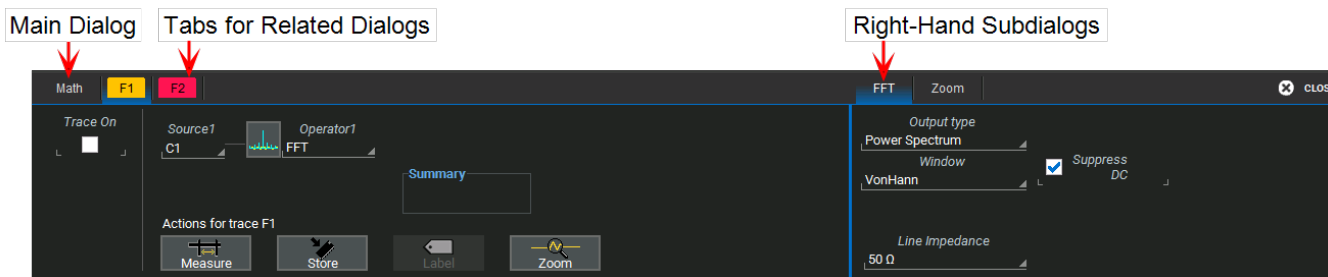 Main Dialog
Tabs for Related Dialogs
Right-Hand Subdialogs
Math
F1
F2
FFT
Zoom
CLOS
Trace On
Source1
C1
Operator1
FFT
Summary
Actions for trace F1
Measure
Store
Label
Zoom
Output type
Power Spectrum
Window
VonHann
Suppress
DC
Line Impedance
50 Ω